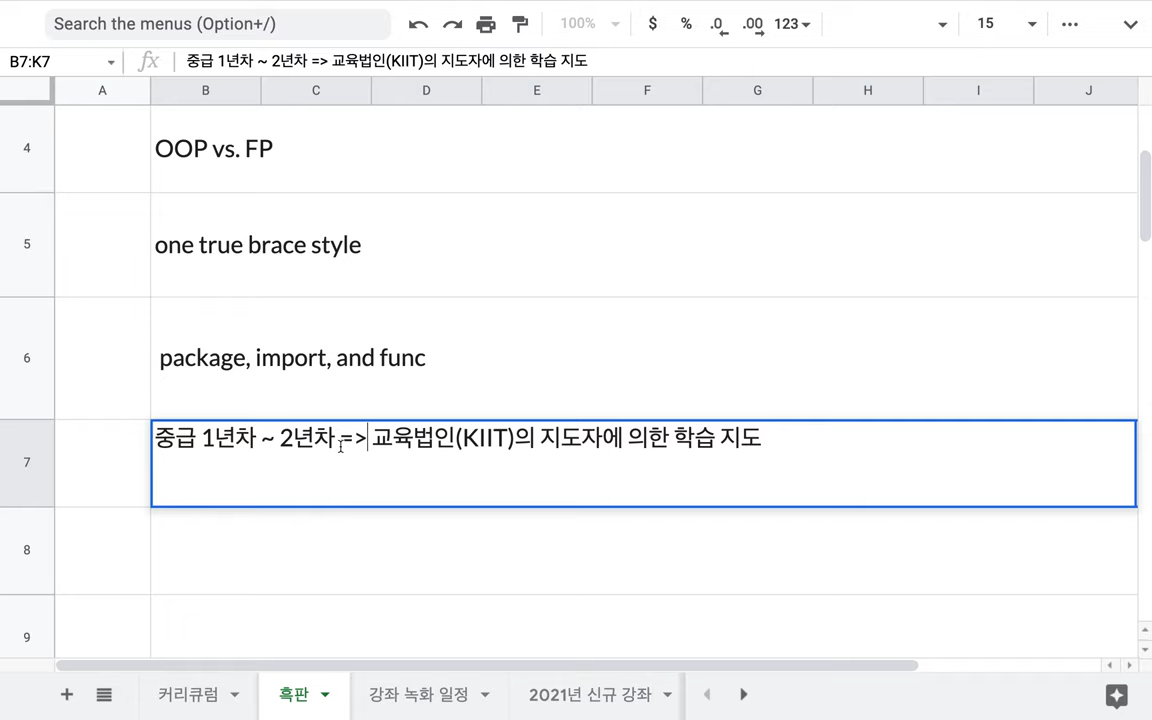 Search the menus (Option+/) 100% $ % .0 .00 123 15
B7:K7 fx 중급 1년차 ~ 2년차 => 교육법인(KIIT)의 지도자에 의한 학습 지도
A B C D E F G H I J
4 OOP vs. FP
5 one true brace style
6 package, import, and func
7 중급 1년차 ~ 2년차 => 교육법인(KIIT)의 지도자에 의한 학습 지도
8
9
커리큐럼 흑판 강좌 녹화 일정 2021년 신규 강좌